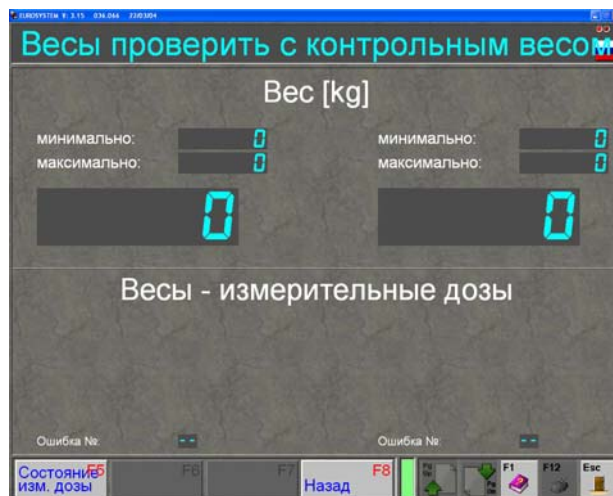 EUROSYSTEM V: 3.15 036.066 23/03/04
Весы проверить с контрольным весом
Вес [kg]
минимально: 0 минимально: 0
максимально: 0 максимально: 0
0 0
Весы - измерительные дозы
Ошибка №: -- Ошибка №: --
Состояние изм. дозы F5 F6 F7 Назад F8 F1 F12 Esc